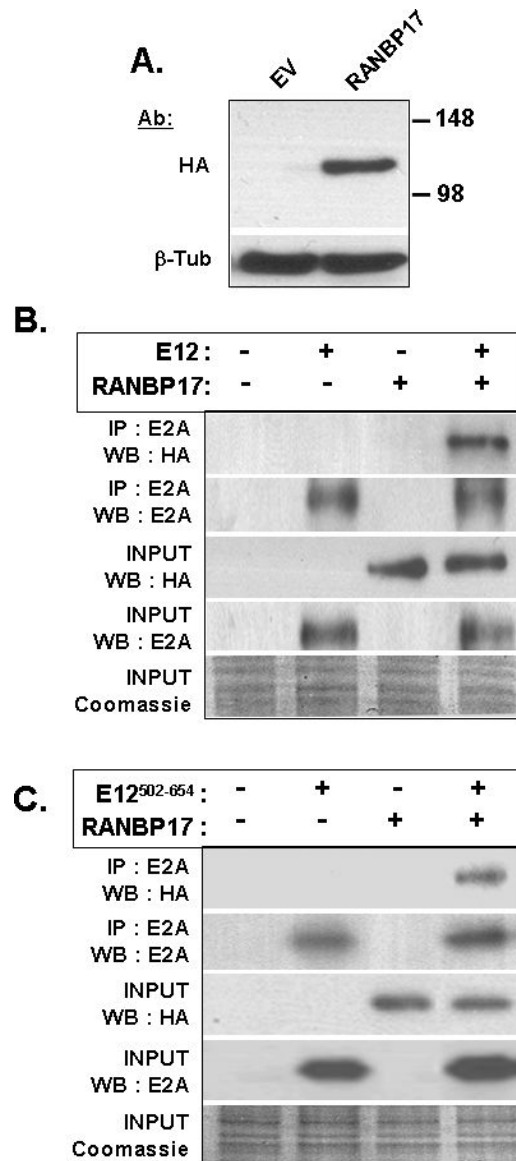 A.
EV RANBP17
Ab:
148
HA
98
β-Tub
B.
E12 : - + - +
RANBP17 : - - + +
IP : E2A
WB : HA
IP : E2A
WB : E2A
INPUT
WB : HA
INPUT
WB : E2A
INPUT
Coomassie
C.
E12⁵⁰²⁻⁶⁵⁴ : - + - +
RANBP17 : - - + +
IP : E2A
WB : HA
IP : E2A
WB : E2A
INPUT
WB : HA
INPUT
WB : E2A
INPUT
Coomassie